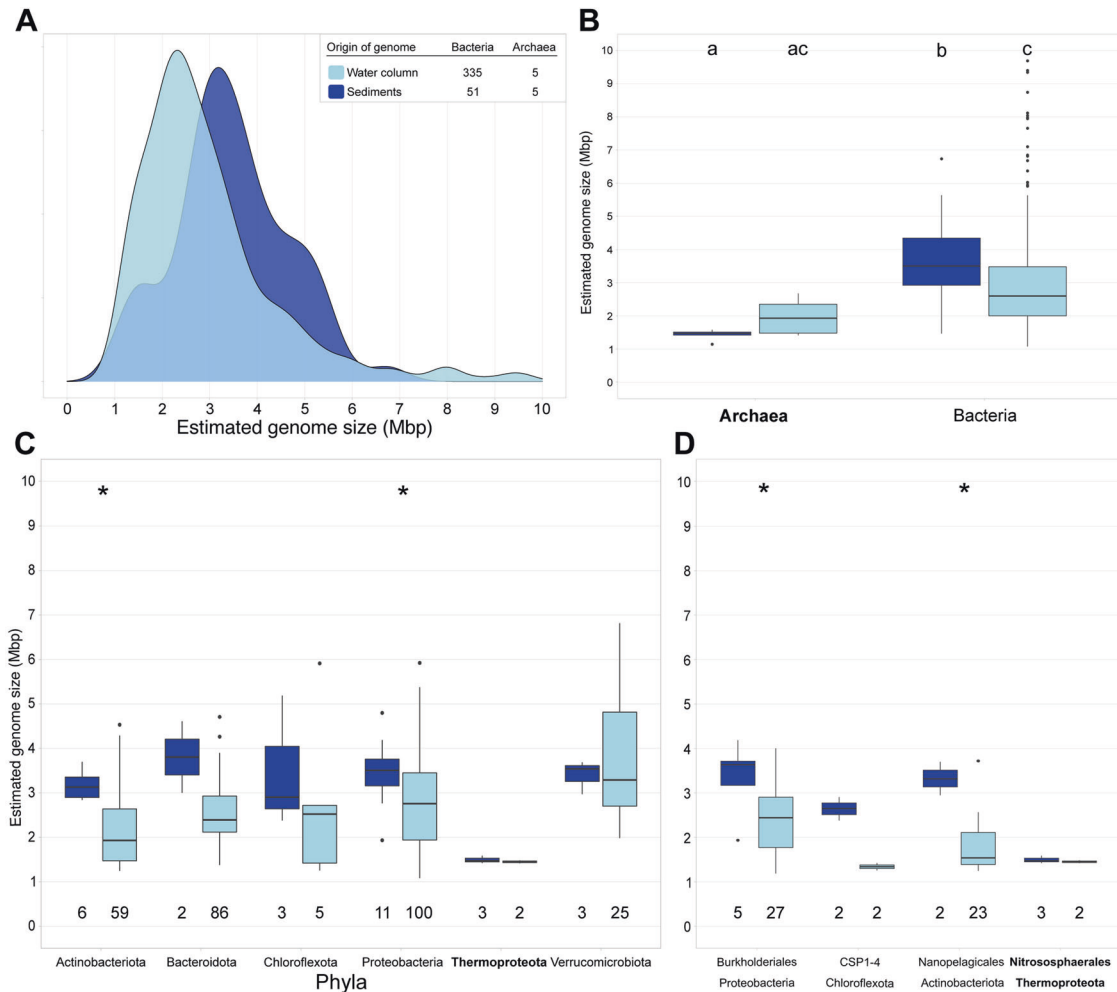 A
Origin of genome Bacteria Archaea
Water column 335 5
Sediments 51 5
0 1 2 3 4 5 6 7 8 9 10
Estimated genome size (Mbp)
B
a ac b c
10
9
8
7
6
5
4
3
2
1
0
Estimated genome size (Mbp)
Archaea Bacteria
C
* *
10
9
8
7
6
5
4
3
2
1
0
Estimated genome size (Mbp)
6 59 2 86 3 5 11 100 3 2 3 25
Actinobacteriota Bacteroidota Chloroflexota Proteobacteria Thermoproteota Verrucomicrobiota
Phyla
D
* *
10
9
8
7
6
5
4
3
2
1
0
5 27 2 2 2 23 3 2
Burkholderiales CSP1-4 Nanopelagicales Nitrososphaerales
Proteobacteria Chloroflexota Actinobacteriota Thermoproteota